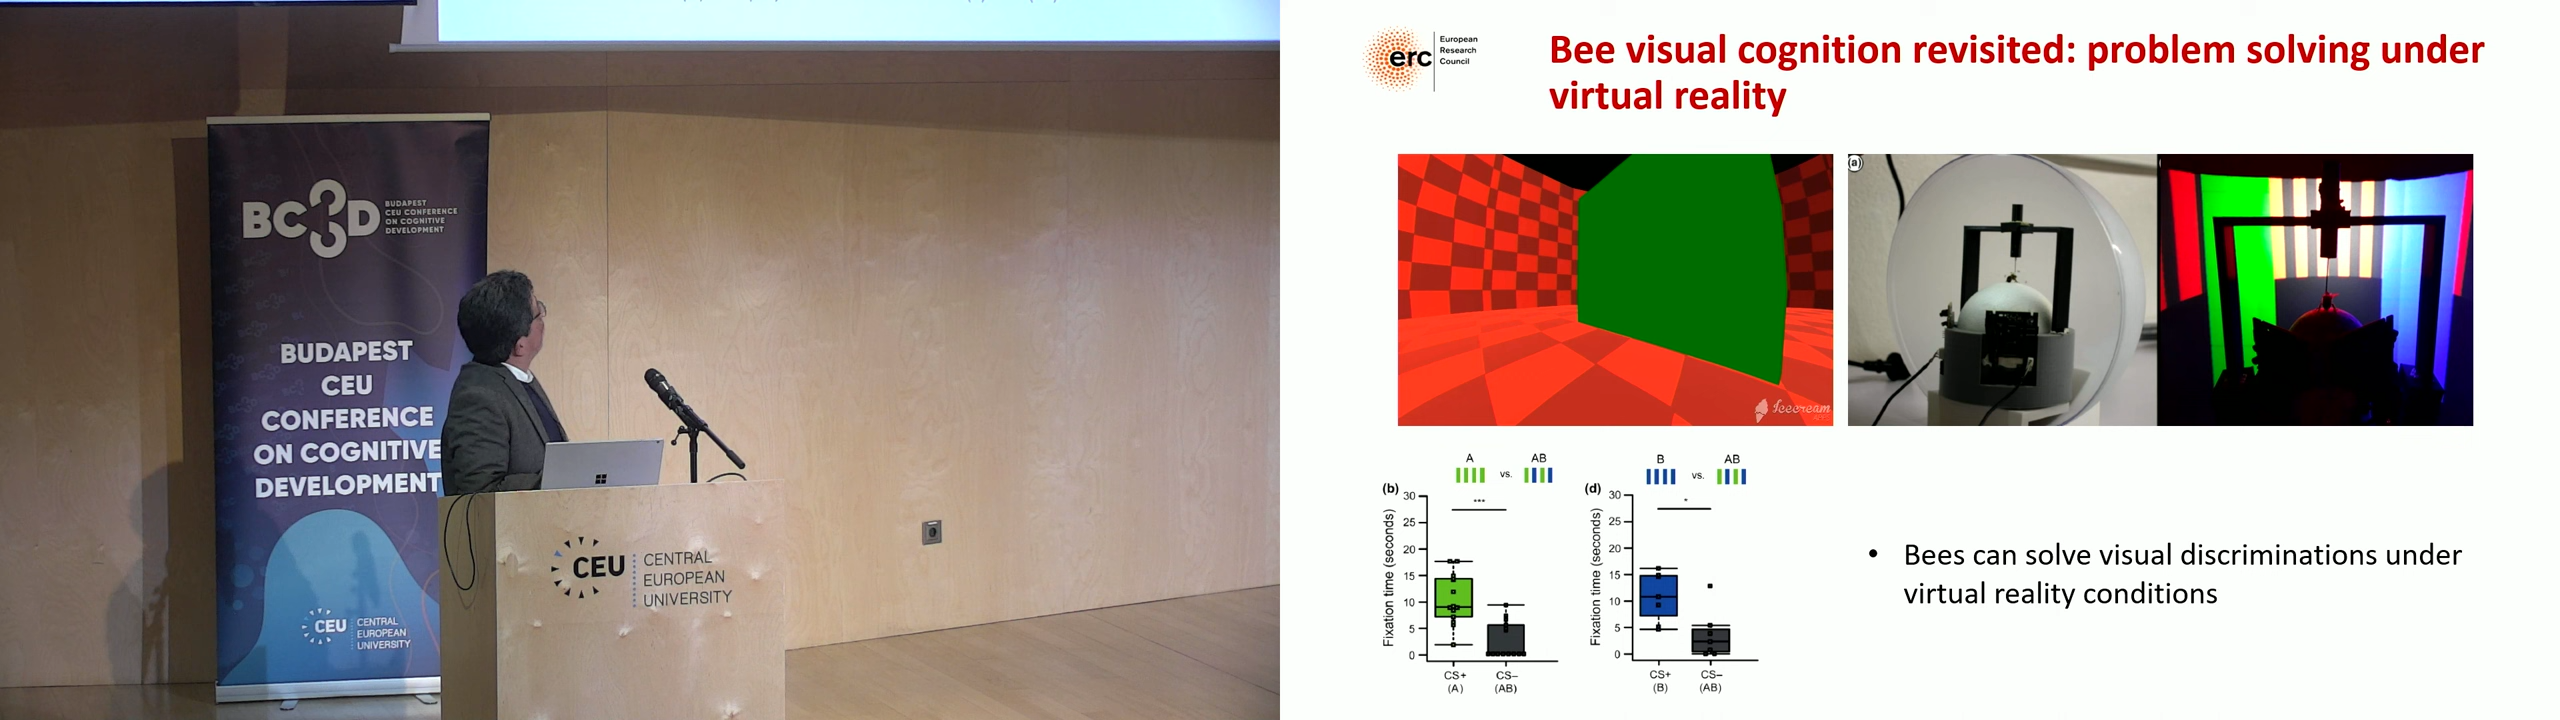 BC3D
BUDAPEST
CEU CONFERENCE
ON COGNITIVE
DEVELOPMENT
BUDAPEST
CEU
CONFERENCE
ON COGNITIVE
DEVELOPMENT
CEU
CENTRAL
EUROPEAN
UNIVERSITY
CEU
CENTRAL
EUROPEAN
UNIVERSITY
erc
European
Research
Council
Bee visual cognition revisited: problem solving under
virtual reality
Icecream
(a)
(b)
A vs. AB
***
Fixation time (seconds)
30
25
20
15
10
5
0
CS+ CS–
(A) (AB)
(d)
B vs. AB
*
Fixation time (seconds)
30
25
20
15
10
5
0
CS+ CS–
(B) (AB)
• Bees can solve visual discriminations under
virtual reality conditions